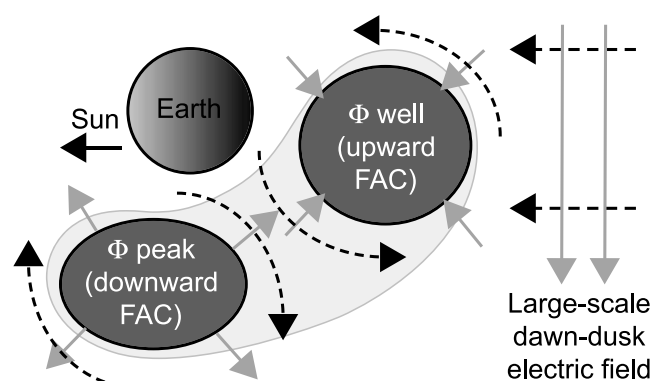 Earth
Sun
Φ well
(upward
FAC)
Φ peak
(downward
FAC)
Large-scale
dawn-dusk
electric field